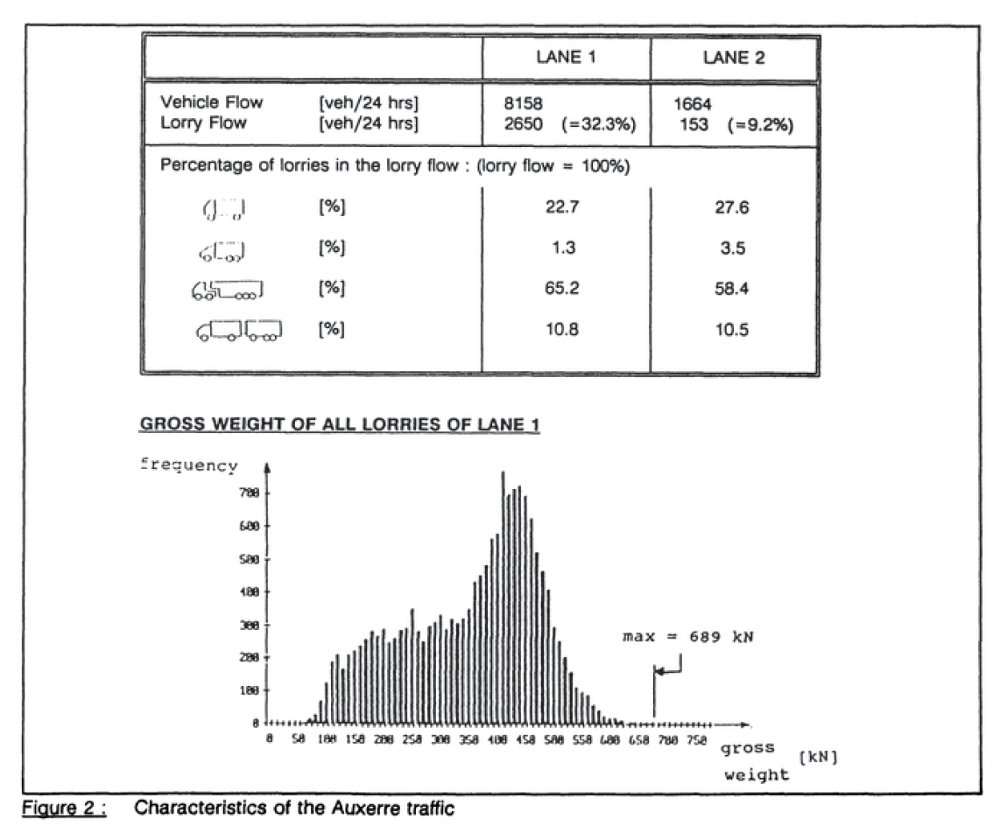 LANE 1 LANE 2
Vehicle Flow [veh/24 hrs] 8158 1664
Lorry Flow [veh/24 hrs] 2650 (=32.3%) 153 (=9.2%)
Percentage of lorries in the lorry flow : (lorry flow = 100%)
[%] 22.7 27.6
[%] 1.3 3.5
[%] 65.2 58.4
[%] 10.8 10.5
GROSS WEIGHT OF ALL LORRIES OF LANE 1
frequency
700
600
500
400
300
200
100
0
max = 689 kN
0 50 100 150 200 250 300 350 400 450 500 550 600 650 700 750
gross
weight [kN]
Figure 2 : Characteristics of the Auxerre traffic